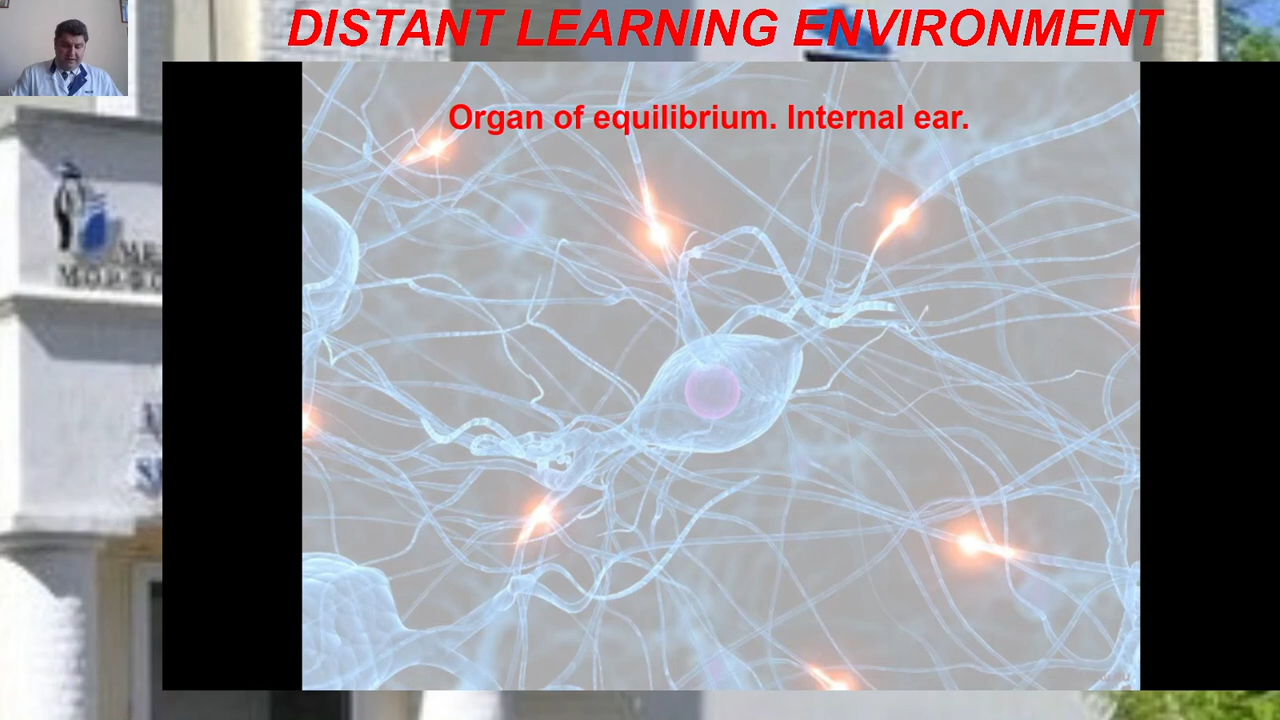 DISTANT LEARNING ENVIRONMENT
Organ of equilibrium. Internal ear.